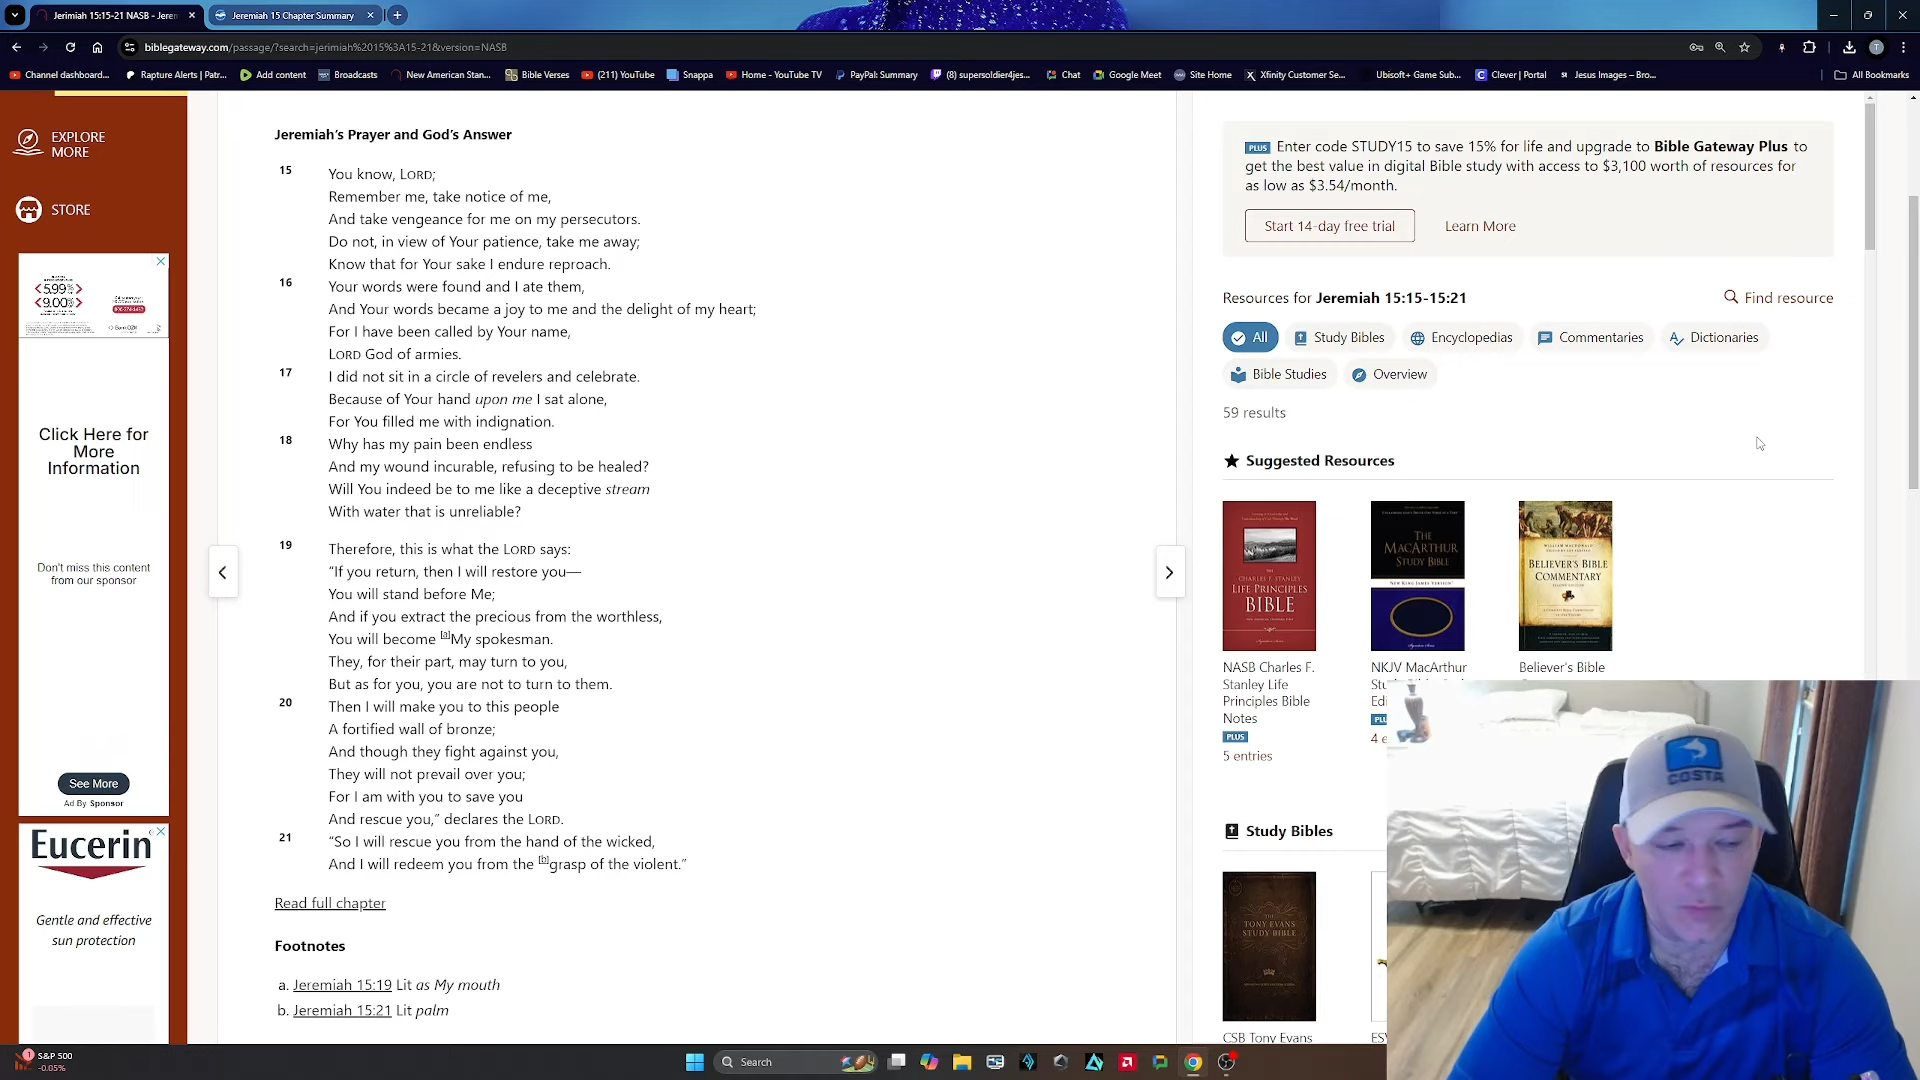 Jerimiah 15:15-21 NASB - Jerem
Jeremiah 15 Chapter Summary
biblegateway.com/passage/?search=jerimiah%2015%3A15-21&version=NASB
Channel dashboard...
Rapture Alerts | Patr...
Add content
Broadcasts
New American Stan...
Bible Verses
(211) YouTube
Snappa
Home - YouTube TV
PayPal: Summary
(8) supersoldier4jes...
Chat
Google Meet
Site Home
Xfinity Customer Se...
Ubisoft+ Game Sub...
Clever | Portal
Jesus Images – Bro...
All Bookmarks
EXPLORE
MORE
STORE
5.99%
9.00%
Click Here for
More
Information
Don't miss this content
from our sponsor
See More
Ad By Sponsor
Eucerin
Gentle and effective
sun protection
Jeremiah's Prayer and God's Answer
15 You know, LORD;
Remember me, take notice of me,
And take vengeance for me on my persecutors.
Do not, in view of Your patience, take me away;
Know that for Your sake I endure reproach.
16 Your words were found and I ate them,
And Your words became a joy to me and the delight of my heart;
For I have been called by Your name,
LORD God of armies.
17 I did not sit in a circle of revelers and celebrate.
Because of Your hand upon me I sat alone,
For You filled me with indignation.
18 Why has my pain been endless
And my wound incurable, refusing to be healed?
Will You indeed be to me like a deceptive stream
With water that is unreliable?
19 Therefore, this is what the LORD says:
“If you return, then I will restore you—
You will stand before Me;
And if you extract the precious from the worthless,
You will become [a]My spokesman.
They, for their part, may turn to you,
But as for you, you are not to turn to them.
20 Then I will make you to this people
A fortified wall of bronze;
And though they fight against you,
They will not prevail over you;
For I am with you to save you
And rescue you,” declares the LORD.
21 “So I will rescue you from the hand of the wicked,
And I will redeem you from the [b]grasp of the violent.”
Read full chapter
Footnotes
a. Jeremiah 15:19 Lit as My mouth
b. Jeremiah 15:21 Lit palm
PLUS Enter code STUDY15 to save 15% for life and upgrade to Bible Gateway Plus to
get the best value in digital Bible study with access to $3,100 worth of resources for
as low as $3.54/month.
Start 14-day free trial
Learn More
Resources for Jeremiah 15:15-15:21
Find resource
All
Study Bibles
Encyclopedias
Commentaries
Dictionaries
Bible Studies
Overview
59 results
Suggested Resources
THE
CHARLES F. STANLEY
LIFE PRINCIPLES
BIBLE
THE
MACARTHUR
STUDY BIBLE
NEW KING JAMES VERSION
WILLIAM MACDONALD
BELIEVER'S BIBLE
COMMENTARY
NASB Charles F.
Stanley Life
Principles Bible
Notes
PLUS
5 entries
NKJV MacArthur
Believer's Bible
COSTA
Study Bibles
THE
TONY EVANS
STUDY BIBLE
CSB Tony Evans
S&P 500
-0.05%
Search